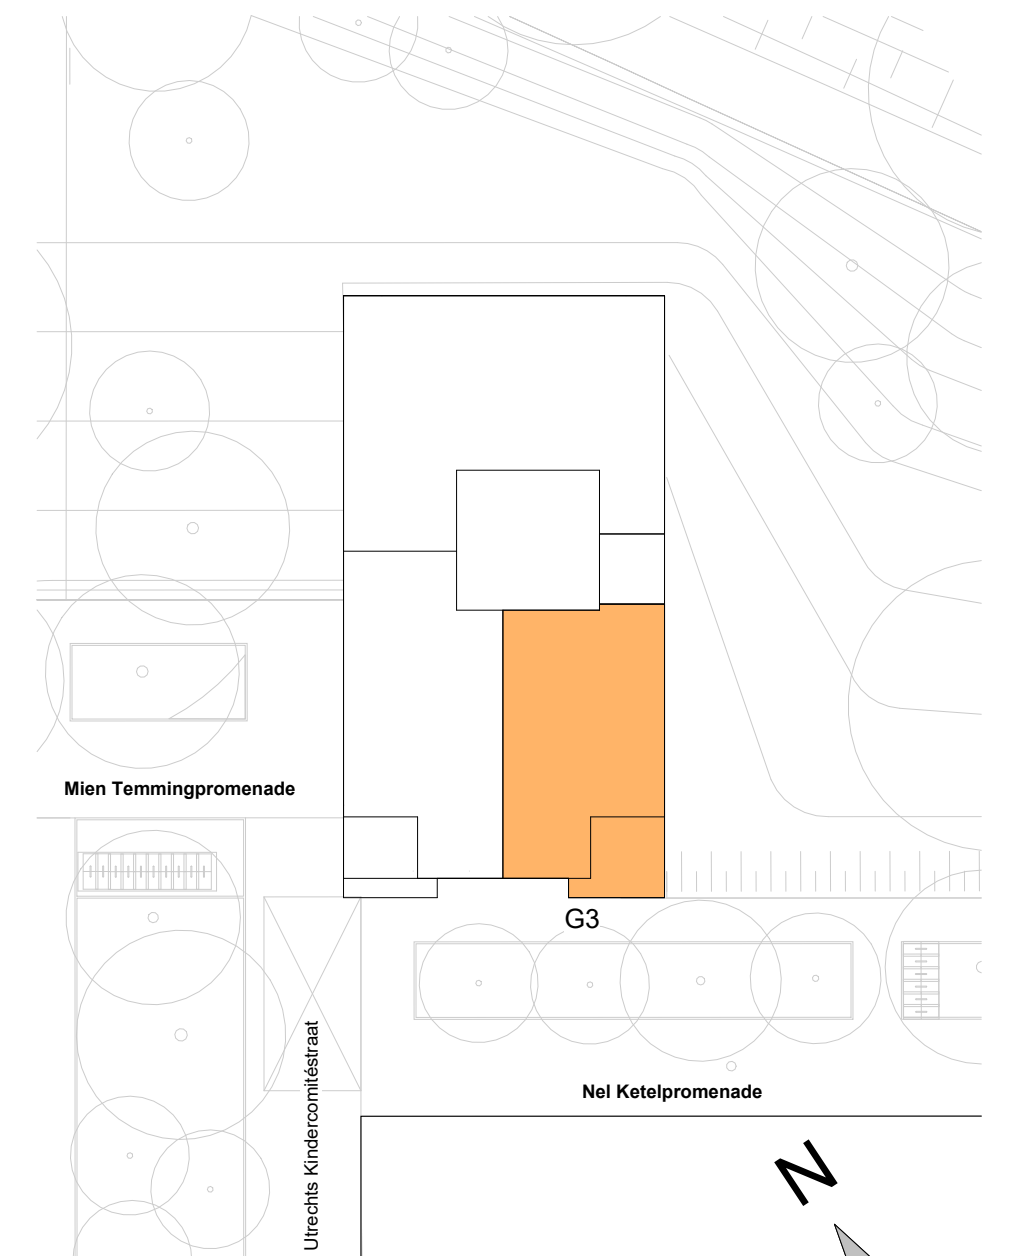 Mien Temmingpromenade
G3
Utrechts Kindercomitéstraat
Nel Ketelpromenade
N